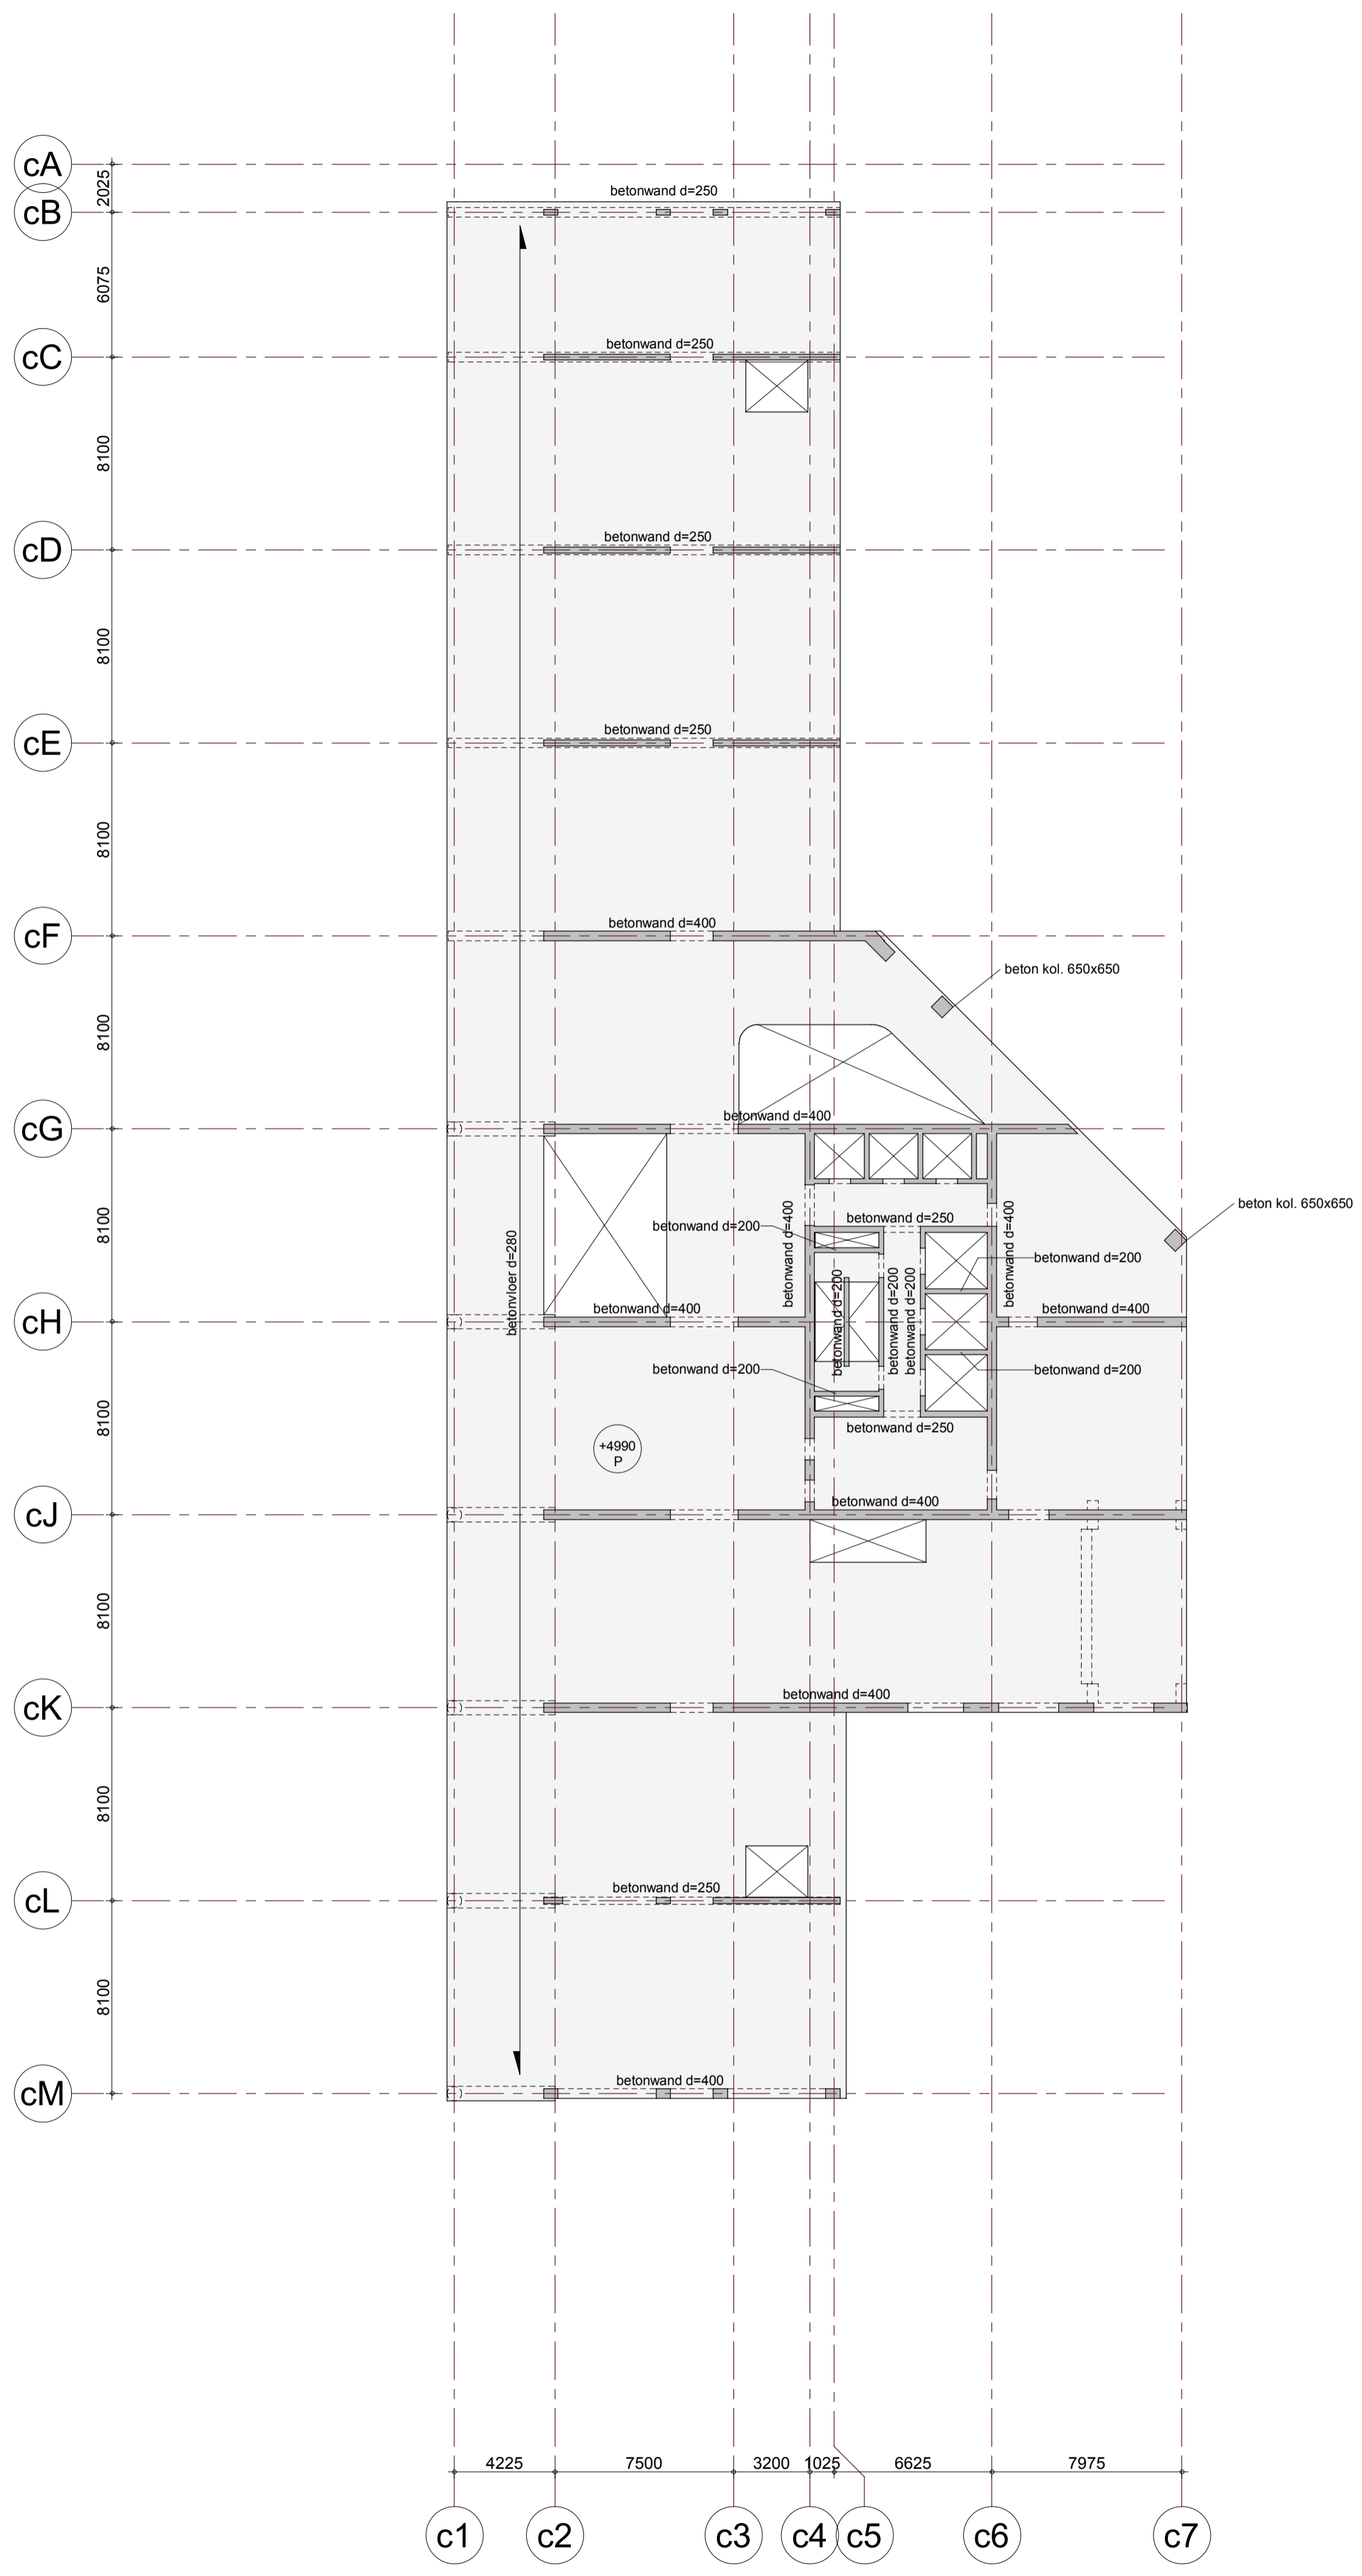 cA
2025
cB
betonwand d=250
6075
cC
betonwand d=250
8100
cD
betonwand d=250
8100
cE
betonwand d=250
8100
cF
betonwand d=400
beton kol. 650x650
8100
cG
betonwand d=400
8100
betonvloer d=280
betonwand d=400
betonwand d=200
betonwand d=250
betonwand d=400
beton kol. 650x650
betonwand d=200
betonwand d=200
betonwand d=200
betonwand d=200
cH
betonwand d=400
betonwand d=400
betonwand d=200
betonwand d=200
betonwand d=250
8100
+4990
P
cJ
betonwand d=400
8100
cK
betonwand d=400
8100
cL
betonwand d=250
8100
cM
betonwand d=400
4225
7500
3200
1025
6625
7975
c1
c2
c3
c4
c5
c6
c7